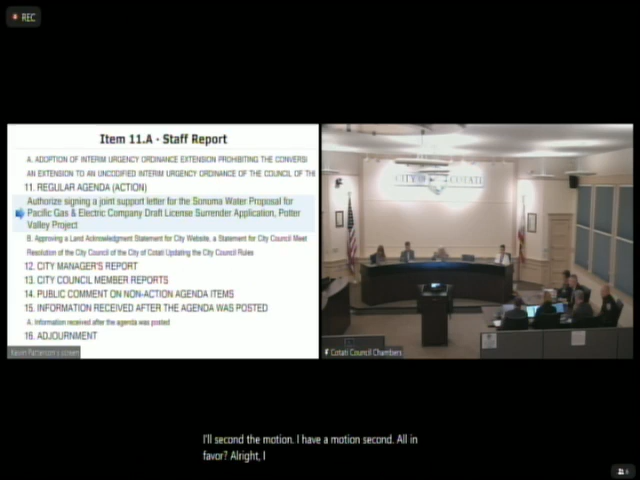 REC
Item 11.A - Staff Report
A. ADOPTION OF INTERIM URGENCY ORDINANCE EXTENSION PROHIBITING THE CONVERSI
AN EXTENSION TO AN UNCODIFIED INTERIM URGENCY ORDINANCE OF THE COUNCIL OF THE
11. REGULAR AGENDA (ACTION)
Authorize signing a joint support letter for the Sonoma Water Proposal for
Pacific Gas & Electric Company Draft License Surrender Application, Potter
Valley Project
B. Approving a Land Acknowledgment Statement for City Website, a Statement for City Council Meet
Resolution of the City Council of the City of Cotati Updating the City Council Rules
12. CITY MANAGER'S REPORT
13. CITY COUNCIL MEMBER REPORTS
14. PUBLIC COMMENT ON NON-ACTION AGENDA ITEMS
15. INFORMATION RECEIVED AFTER THE AGENDA WAS POSTED
A. Information received after the agenda was posted
16. ADJOURNMENT
Kevin Patterson's screen
CITY OF COTATI
Cotati Council Chambers
I'll second the motion. I have a motion second. All in
favor? Alright, I